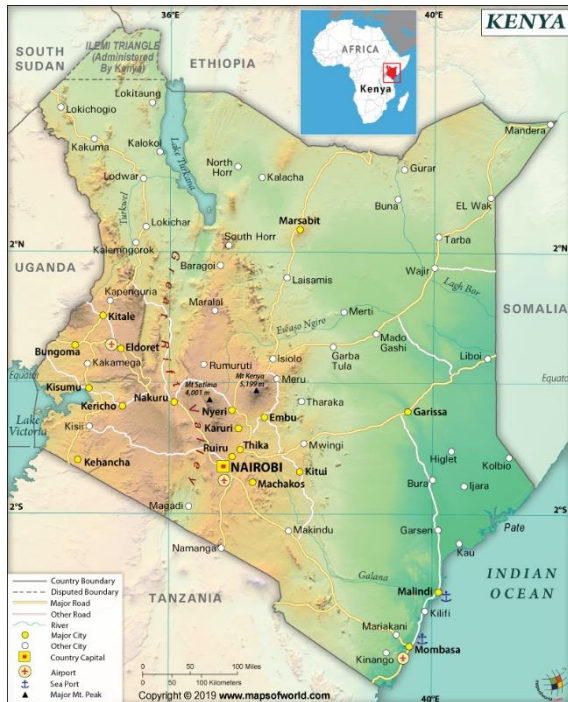 KENYA
36°E
40°E
AFRICA
Kenya
SOUTH
SUDAN
ILEMI TRIANGLE
(Administered
By Kenya)
ETHIOPIA
Lokitaung
Lokichogio
Mandera
Kakuma
Kalokol
Lake Turkana
North
Horr
Gurar
Lodwar
Kalacha
EL Wak
Turkwel
Buna
Lokichar
Marsabit
2°N
Kalemngorok
South Horr
Tarba
2°N
UGANDA
Baragoi
Wajir
Great Rift Valley
Laisamis
Lagh Bor
Kapenguria
Maralal
SOMALIA
Kitale
Merti
Ewaso Ngiro
Bungoma
Eldoret
Mado
Gashi
Kakamega
Rumuruti
Isiolo
Garba
Tula
Liboi
Equator
Mt Kenya
5,199 m
Meru
Equator
Kisumu
Mt Satima
4,001 m
Kericho
Nakuru
Nyeri
Tharaka
Lake
Victoria
Embu
Garissa
Kisii
Karuri
Ruiru
Thika
Mwingi
Higlet
Kolbio
Kehancha
NAIROBI
Kitui
Bura
Ijara
Machakos
2°S
Magadi
2°S
Pate
Makindu
Garsen
Namanga
Kau
Galana
INDIAN
OCEAN
Malindi
TANZANIA
Kilifi
Mariakani
Mombasa
Kinango
40°E
Country Boundary
Disputed Boundary
Major Road
Other Road
River
Major City
Other City
Country Capital
Airport
Sea Port
Major Mt. Peak
0 50 100 Miles
0 50 100 Kilometers
Copyright © 2019 www.mapsofworld.com